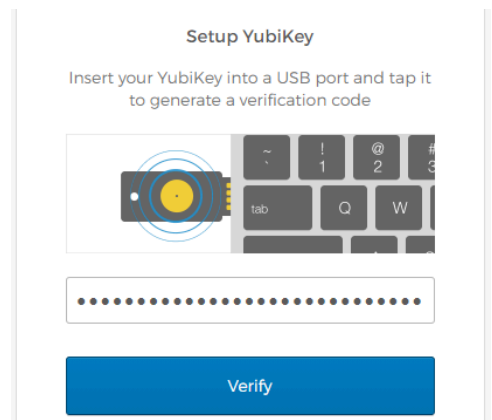 Setup YubiKey
Insert your YubiKey into a USB port and tap it
to generate a verification code
~ ! @ #
` 1 2 3
tab Q W
•••••••••••••••••••••••••••••
Verify